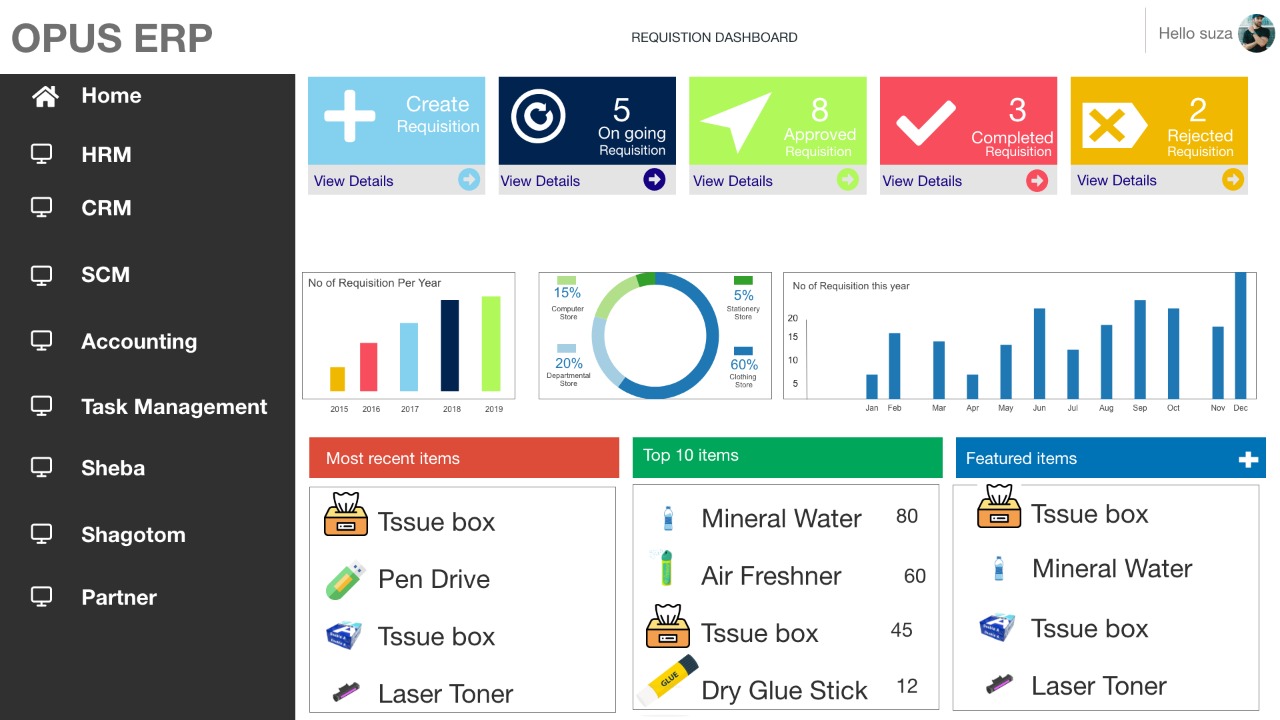 OPUS ERP
REQUISTION DASHBOARD
Hello suza
Home
HRM
CRM
SCM
Accounting
Task Management
Sheba
Shagotom
Partner
Create
Requisition
View Details
5
On going
Requisition
View Details
8
Approved
Requisition
View Details
3
Completed
Requisition
View Details
2
Rejected
Requisition
View Details
No of Requisition Per Year
2015 2016 2017 2018 2019
15%
Computer
Store
5%
Stationery
Store
20%
Departmental
Store
60%
Clothing
Store
No of Requisition this year
20
15
10
5
Jan Feb Mar Apr May Jun Jul Aug Sep Oct Nov Dec
Most recent items
Tssue box
Pen Drive
Tssue box
Laser Toner
Top 10 items
Mineral Water 80
Air Freshner 60
Tssue box 45
GLUE
Dry Glue Stick 12
Featured items
Tssue box
Mineral Water
Tssue box
Laser Toner